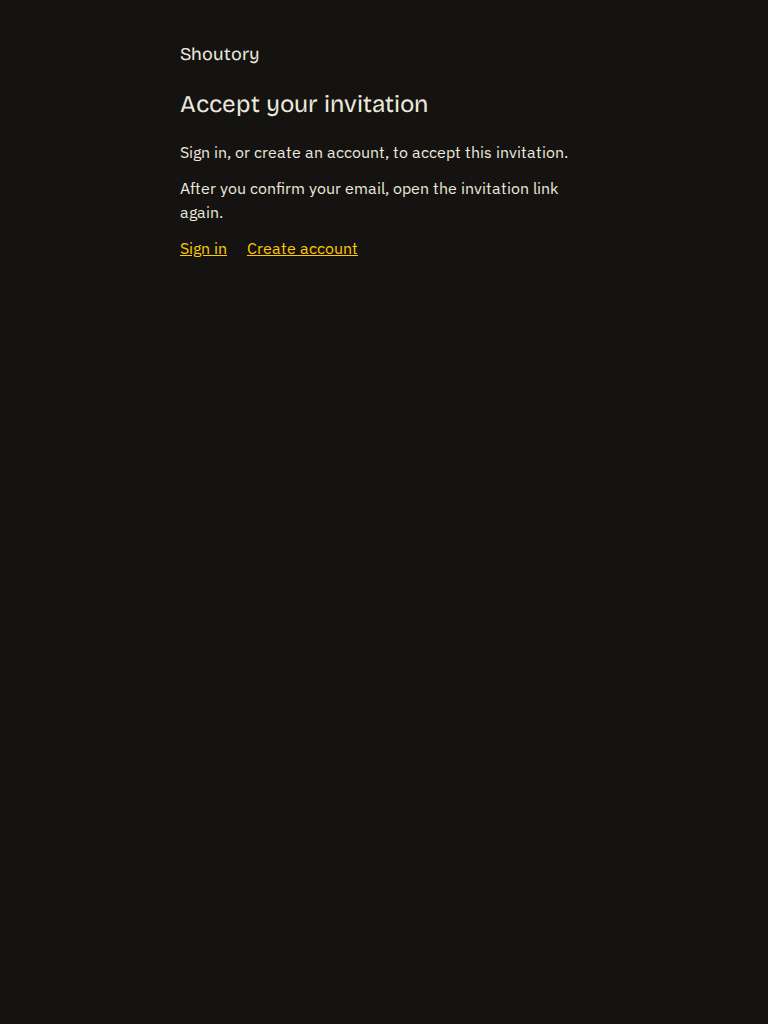 Shoutory
Accept your invitation
Sign in, or create an account, to accept this invitation.
After you confirm your email, open the invitation link
again.
Sign in Create account